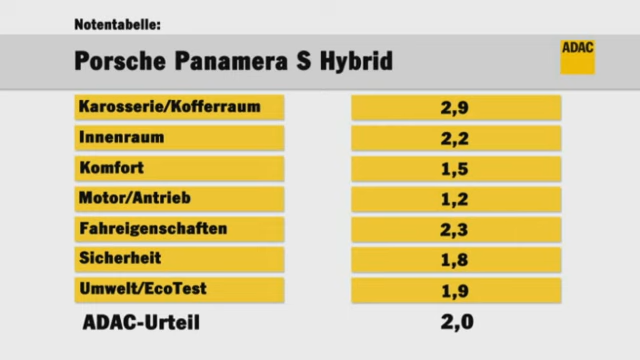 Notentabelle:
Porsche Panamera S Hybrid
ADAC
Karosserie/Kofferraum 2,9
Innenraum 2,2
Komfort 1,5
Motor/Antrieb 1,2
Fahreigenschaften 2,3
Sicherheit 1,8
Umwelt/EcoTest 1,9
ADAC-Urteil 2,0